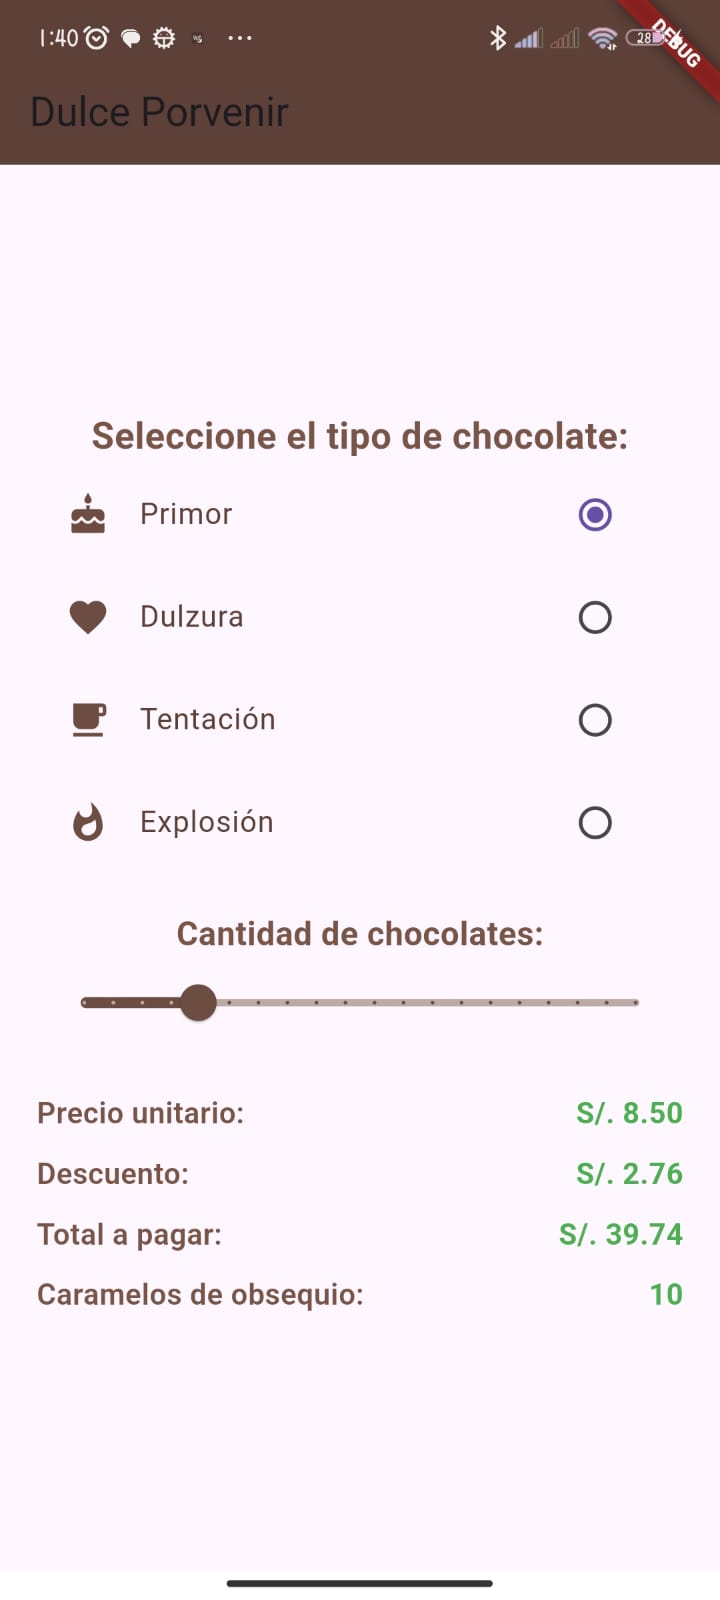 1:40
28
DEBUG
Dulce Porvenir
Seleccione el tipo de chocolate:
Primor
Dulzura
Tentación
Explosión
Cantidad de chocolates:
Precio unitario: S/. 8.50
Descuento: S/. 2.76
Total a pagar: S/. 39.74
Caramelos de obsequio: 10